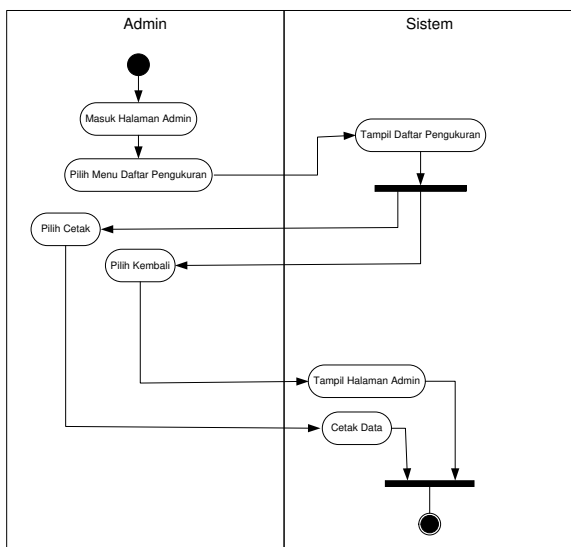 Admin
Sistem
Masuk Halaman Admin
Tampil Daftar Pengukuran
Pilih Menu Daftar Pengukuran
Pilih Cetak
Pilih Kembali
Tampil Halaman Admin
Cetak Data